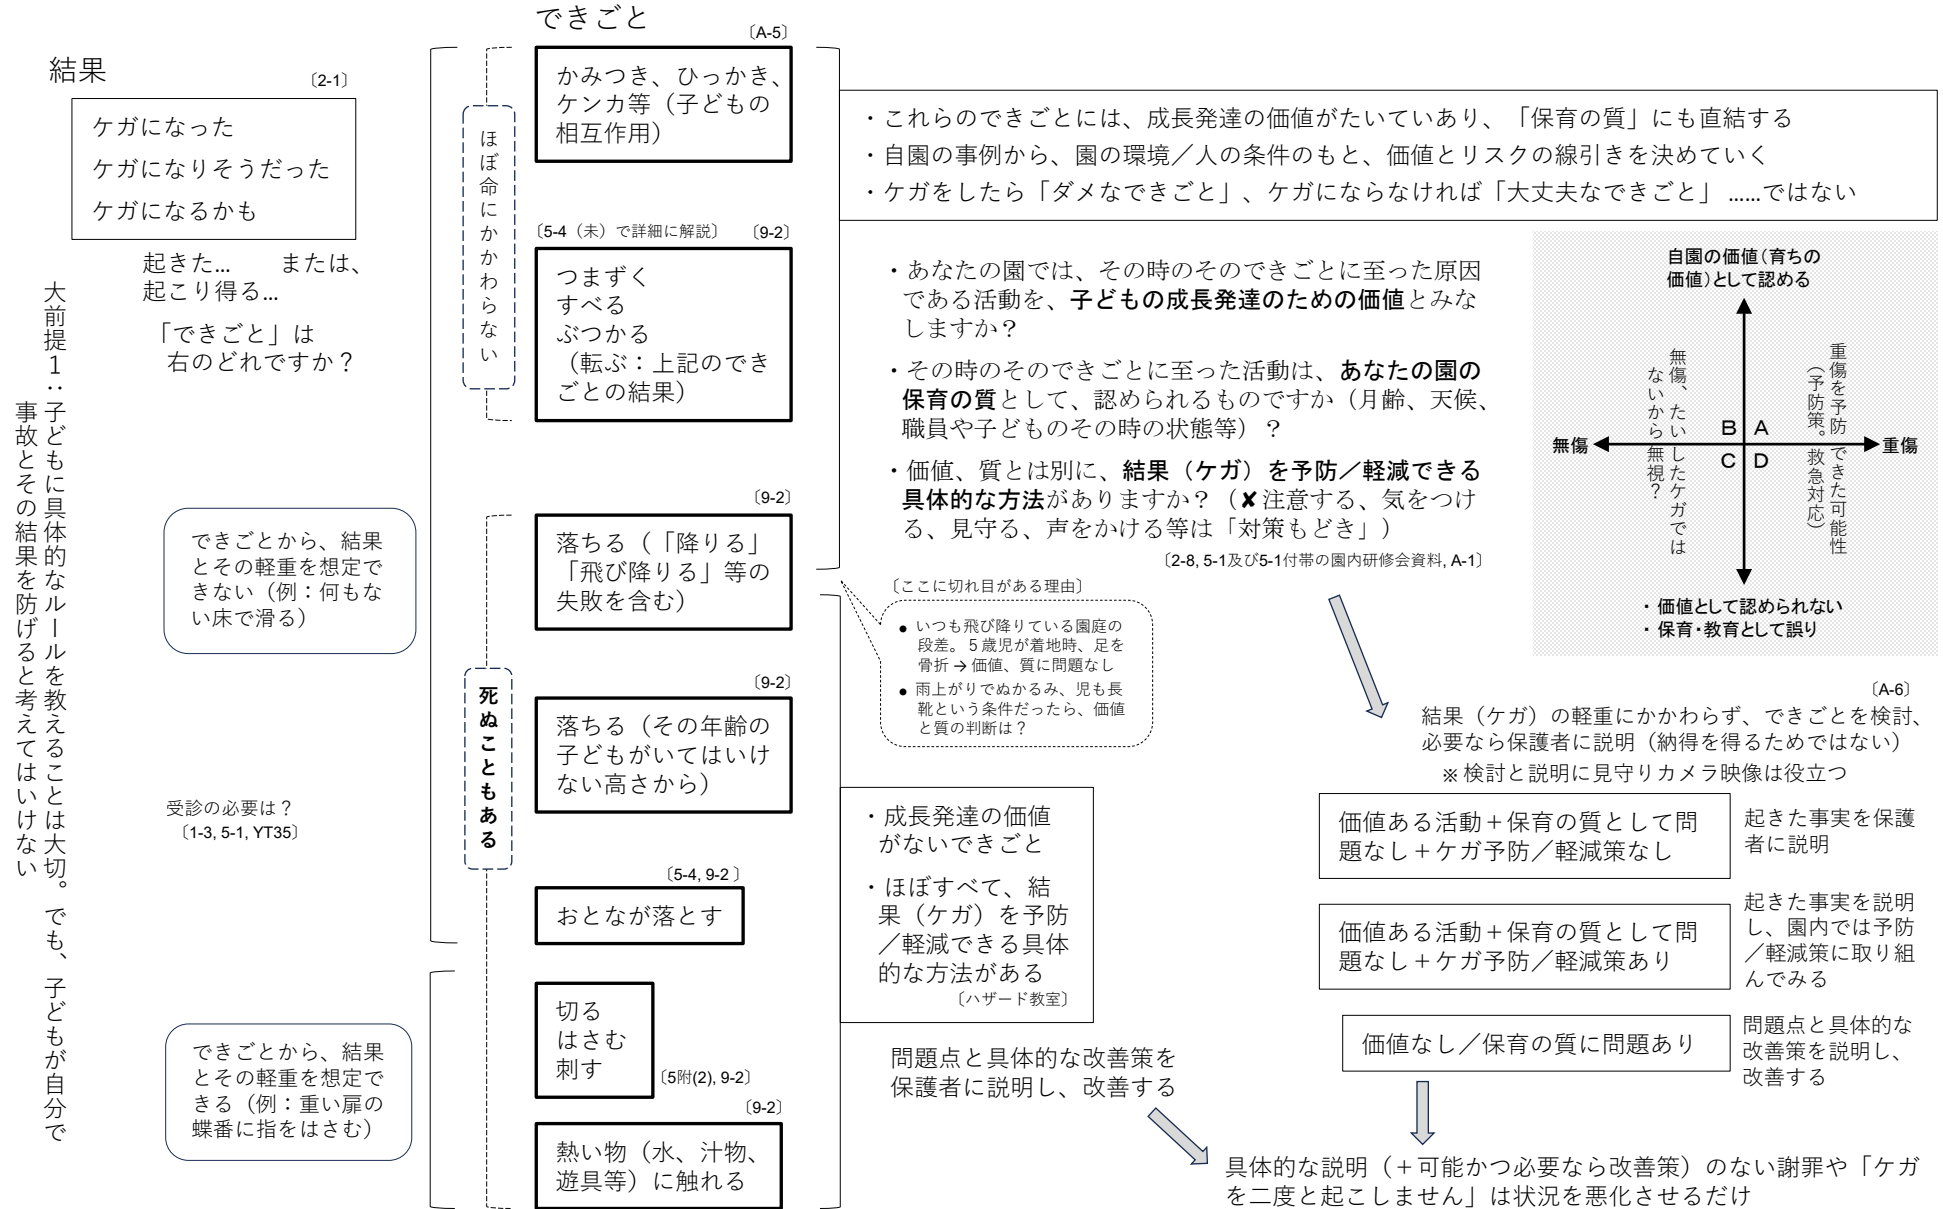 できごと
〔A-5〕
結果
〔2-1〕
ケガになった
ケガになりそうだった
ケガになるかも
起きた... または、
起こり得る...
「できごと」は
右のどれですか？
大前提１：子どもに具体的なルールを教えることは大切。でも、子どもが自分で
事故とその結果を防げると考えてはいけない
できごとから、結果
とその軽重を想定で
きない（例：何もな
い床で滑る）
受診の必要は？
〔1-3, 5-1, YT35〕
できごとから、結果
とその軽重を想定で
きる（例：重い扉の
蝶番に指をはさむ）
ほぼ命にかかわらない
死ぬこともある
かみつき、ひっかき、
ケンカ等（子どもの
相互作用）
〔5-4（未）で詳細に解説〕
〔9-2〕
つまずく
すべる
ぶつかる
（転ぶ：上記のでき
ごとの結果）
〔9-2〕
落ちる（「降りる」
「飛び降りる」等の
失敗を含む）
〔9-2〕
落ちる（その年齢の
子どもがいてはいけ
ない高さから）
〔5-4, 9-2 〕
おとなが落とす
切る
はさむ
刺す
〔5附(2), 9-2〕
〔9-2〕
熱い物（水、汁物、
遊具等）に触れる
・これらのできごとには、成長発達の価値がたいていあり、「保育の質」にも直結する
・自園の事例から、園の環境／人の条件のもと、価値とリスクの線引きを決めていく
・ケガをしたら「ダメなできごと」、ケガにならなければ「大丈夫なできごと」 ......ではない
・あなたの園では、その時のそのできごとに至った原因
である活動を、子どもの成長発達のための価値とみな
しますか？
・その時のそのできごとに至った活動は、あなたの園の
保育の質として、認められるものですか（月齢、天候、
職員や子どものその時の状態等）？
・価値、質とは別に、結果（ケガ）を予防／軽減できる
具体的な方法がありますか？（✘注意する、気をつけ
る、見守る、声をかける等は「対策もどき」）
〔2-8, 5-1及び5-1付帯の園内研修会資料, A-1〕
〔ここに切れ目がある理由〕
● いつも飛び降りている園庭の
段差。５歳児が着地時、足を
骨折 → 価値、質に問題なし
● 雨上がりでぬかるみ、児も長
靴という条件だったら、価値
と質の判断は？
・成長発達の価値
がないできごと
・ほぼすべて、結
果（ケガ）を予防
／軽減できる具体
的な方法がある
〔ハザード教室〕
問題点と具体的な改善策を
保護者に説明し、改善する
自園の価値（育ちの
価値）として認める
無傷、たいしたケガでは
ないから無視？
重傷を予防できた可能性
（予防策。救急対応）
無傷
B A
C D
重傷
・価値として認められない
・保育・教育として誤り
〔A-6〕
結果（ケガ）の軽重にかかわらず、できごとを検討、
必要なら保護者に説明（納得を得るためではない）
※ 検討と説明に見守りカメラ映像は役立つ
価値ある活動＋保育の質として問
題なし＋ケガ予防／軽減策なし
起きた事実を保護
者に説明
価値ある活動＋保育の質として問
題なし＋ケガ予防／軽減策あり
起きた事実を説明
し、園内では予防
／軽減策に取り組
んでみる
価値なし／保育の質に問題あり
問題点と具体的な
改善策を説明し、
改善する
具体的な説明（＋可能かつ必要なら改善策）のない謝罪や「ケガ
を二度と起こしません」は状況を悪化させるだけ